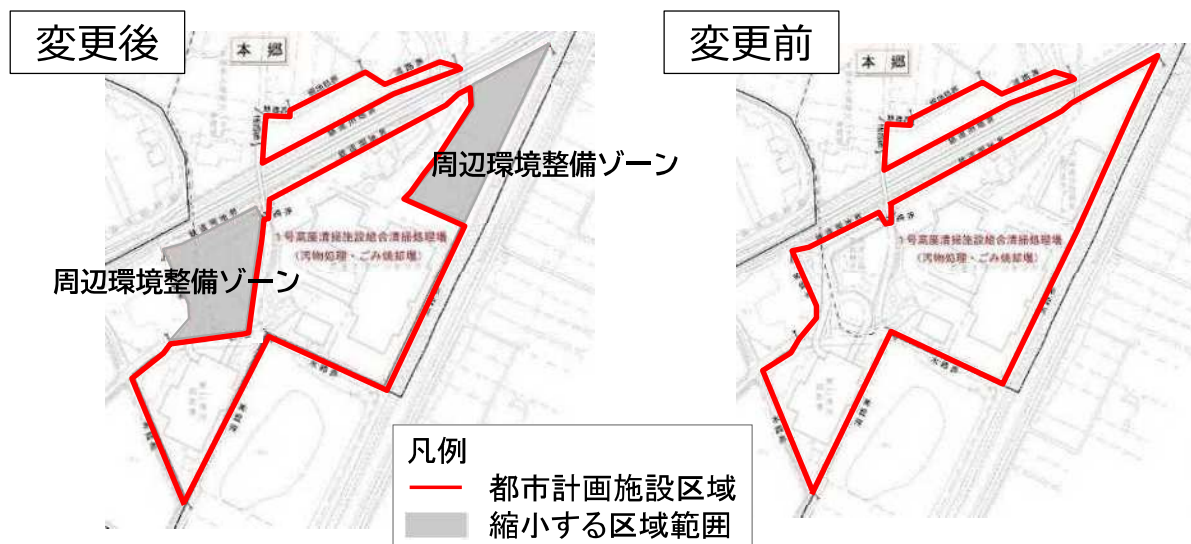 変更後
本 郷
周辺環境整備ゾーン
1号高座清掃施設組合清掃処理場
(汚物処理・ごみ焼却場)
周辺環境整備ゾーン
凡例
都市計画施設区域
縮小する区域範囲
変更前
本 郷
1号高座清掃施設組合清掃処理場
(汚物処理・ごみ焼却場)